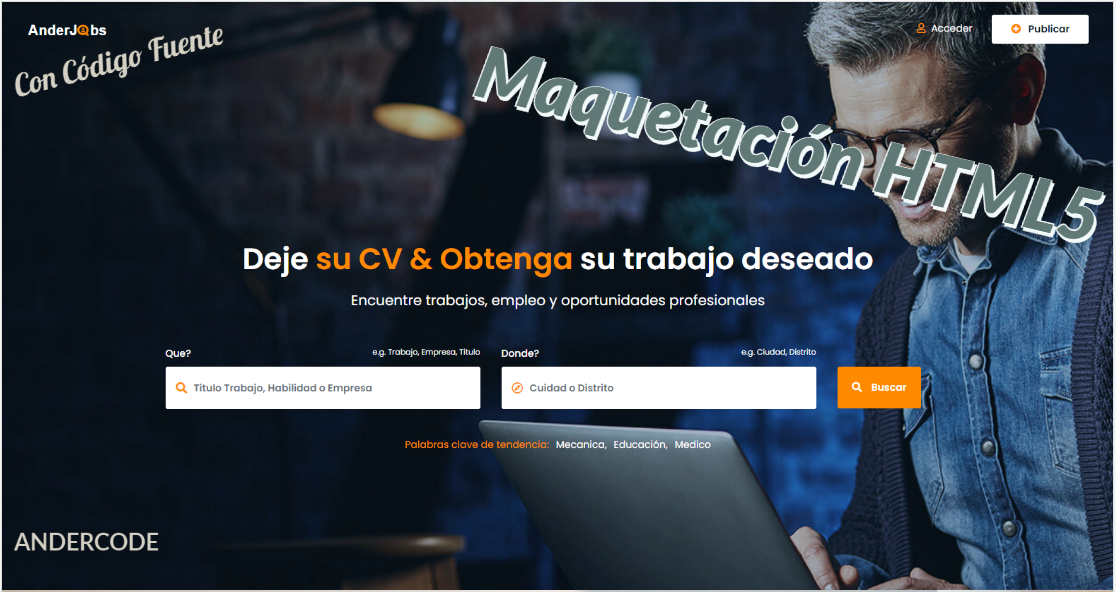 AnderJobs
Acceder
Publicar
Con Código Fuente
Maquetación HTML5
Deje su CV & Obtenga su trabajo deseado
Encuentre trabajos, empleo y oportunidades profesionales
Que?
e.g. Trabajo, Empresa, Titulo
Donde?
e.g. Ciudad, Distrito
Titulo Trabajo, Habilidad o Empresa
Cuidad o Distrito
Buscar
Palabras clave de tendencia: Mecanica, Educación, Medico
ANDERCODE